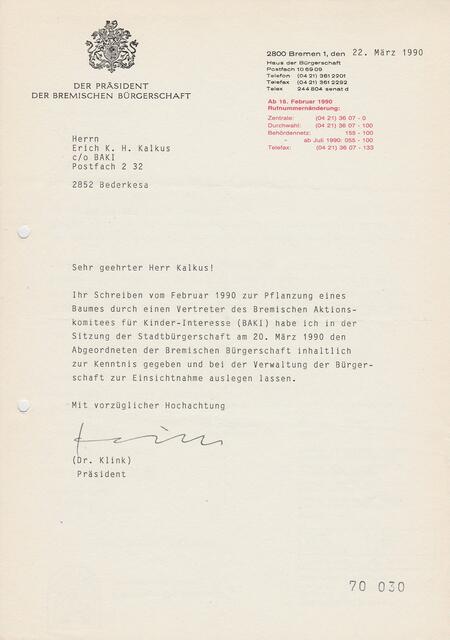 DER PRÄSIDENT
DER BREMISCHEN BÜRGERSCHAFT
2800 Bremen 1, den 22. März 1990
Haus der Bürgerschaft
Postfach 10 69 09
Telefon (04 21) 361 2201
Telefax (04 21) 361 2292
Telex 244 804 senat d
Ab 16. Februar 1990
Rufnummernänderung:
Zentrale: (04 21) 36 07 - 0
Durchwahl: (04 21) 36 07 - 100
Behördennetz: 155 - 100
- ab Juli 1990: 055 - 100
Telefax: (04 21) 36 07 - 133
Herrn
Erich K. H. Kalkus
c/o BAKI
Postfach 2 32
2852 Bederkesa
Sehr geehrter Herr Kalkus!
Ihr Schreiben vom Februar 1990 zur Pflanzung eines
Baumes durch einen Vertreter des Bremischen Aktions-
komitees für Kinder-Interesse (BAKI) habe ich in der
Sitzung der Stadtbürgerschaft am 20. März 1990 den
Abgeordneten der Bremischen Bürgerschaft inhaltlich
zur Kenntnis gegeben und bei der Verwaltung der Bürger-
schaft zur Einsichtnahme auslegen lassen.
Mit vorzüglicher Hochachtung
(Dr. Klink)
Präsident
70 030